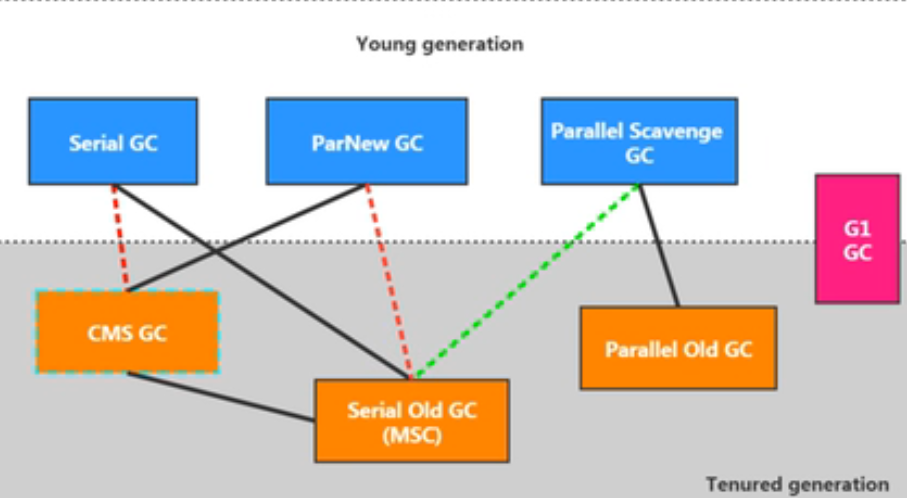 Young generation
Serial GC
ParNew GC
Parallel Scavenge
GC
G1
GC
CMS GC
Parallel Old GC
Serial Old GC
(MSC)
Tenured generation